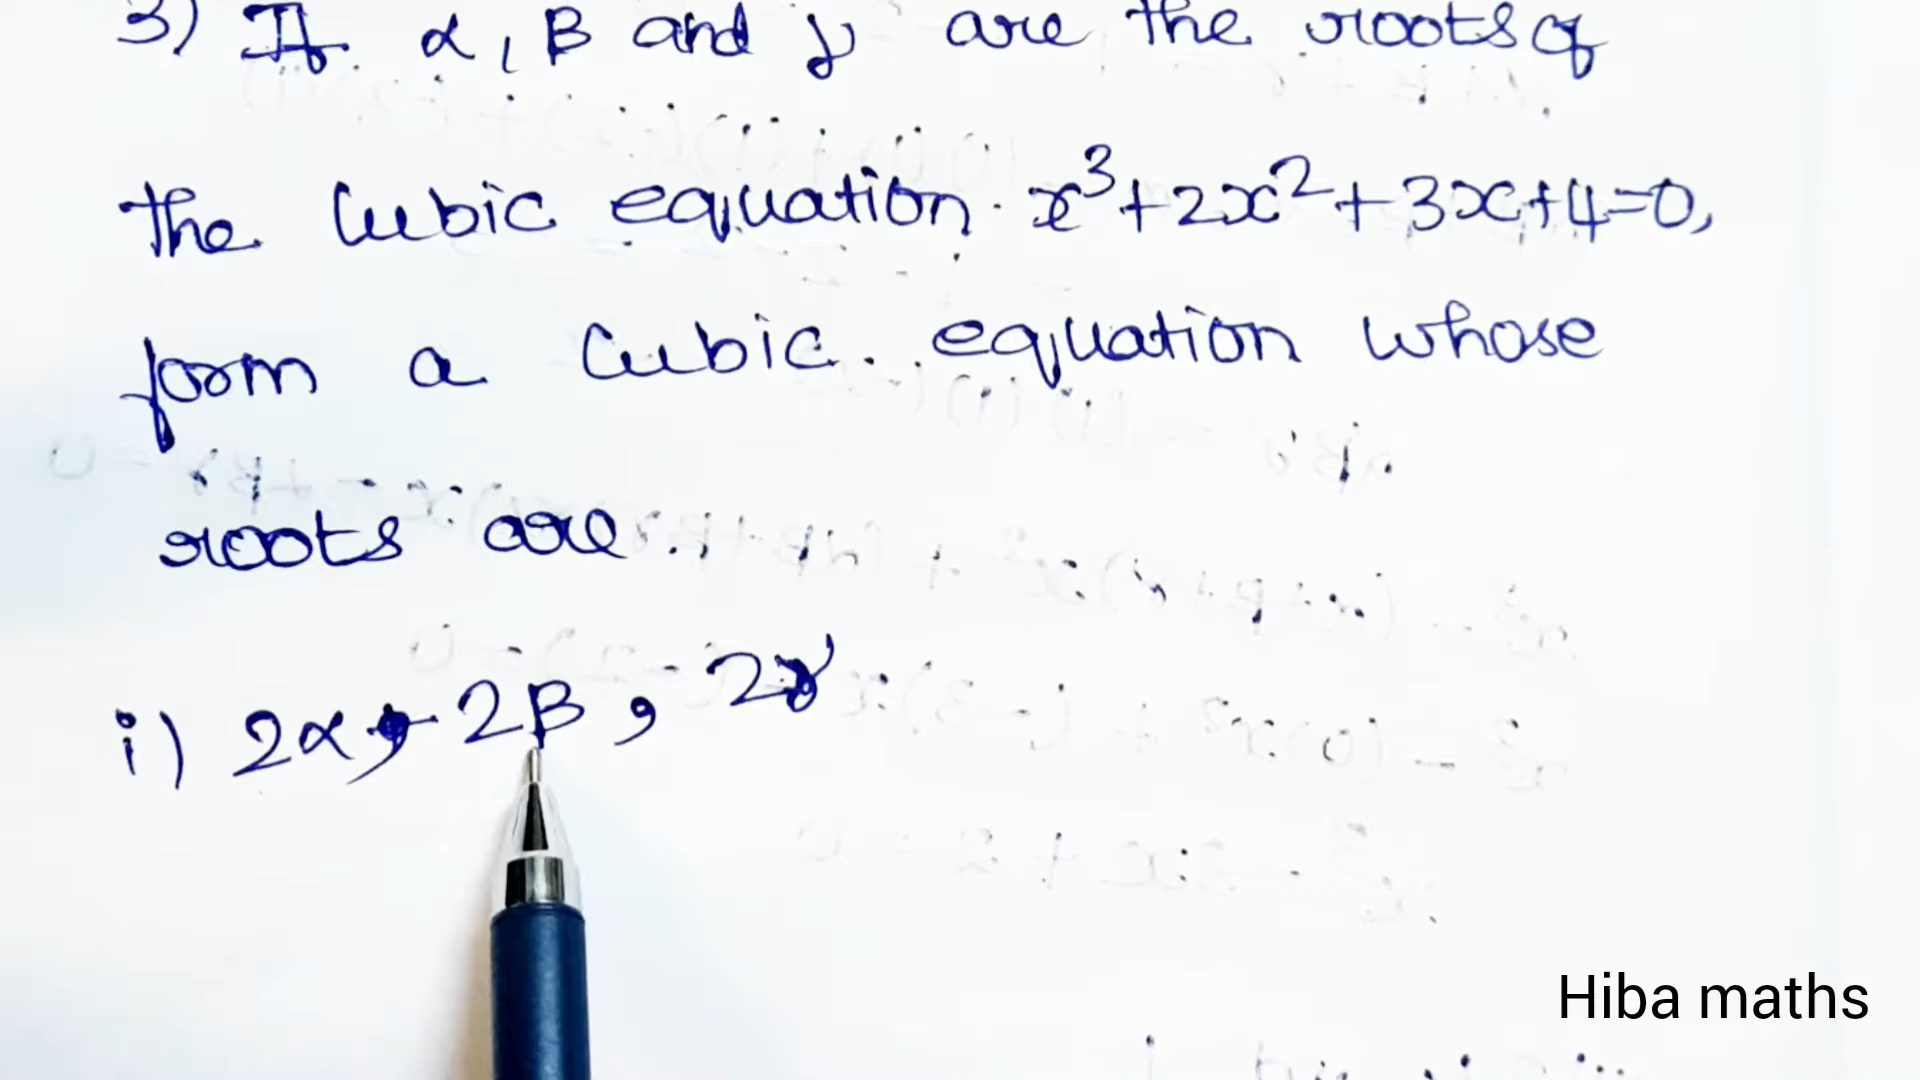 3) If α, β and γ are the roots of
the cubic equation x³+2x²+3x+4=0,
form a cubic equation whose
roots are
i) 2α, 2β, 2γ
Hiba maths